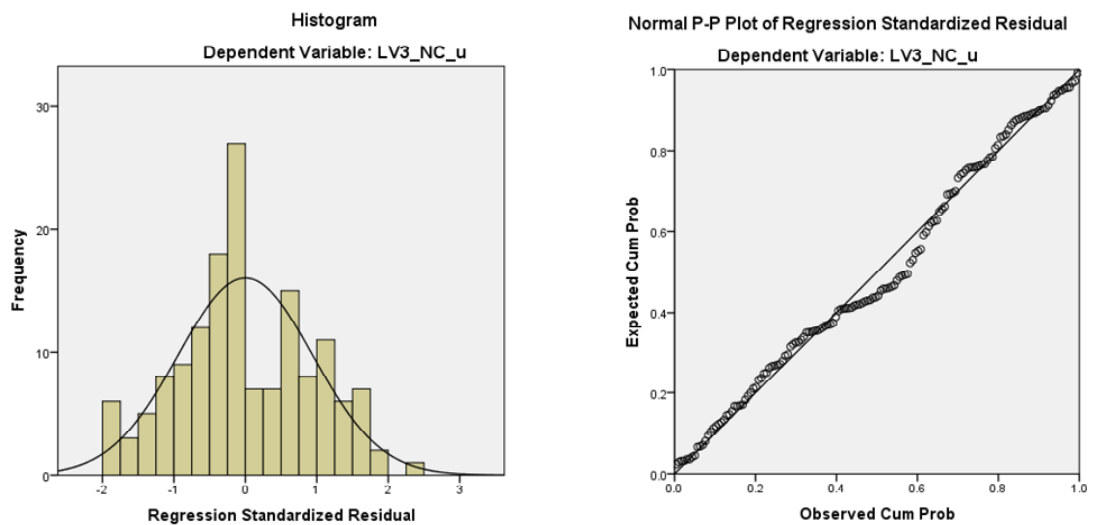 Histogram
Dependent Variable: LV3_NC_u
30
20
10
0
Frequency
-2 -1 0 1 2 3
Regression Standardized Residual
Normal P-P Plot of Regression Standardized Residual
Dependent Variable: LV3_NC_u
1.0
0.8
0.6
0.4
0.2
0.0
Expected Cum Prob
0.0 0.2 0.4 0.6 0.8 1.0
Observed Cum Prob